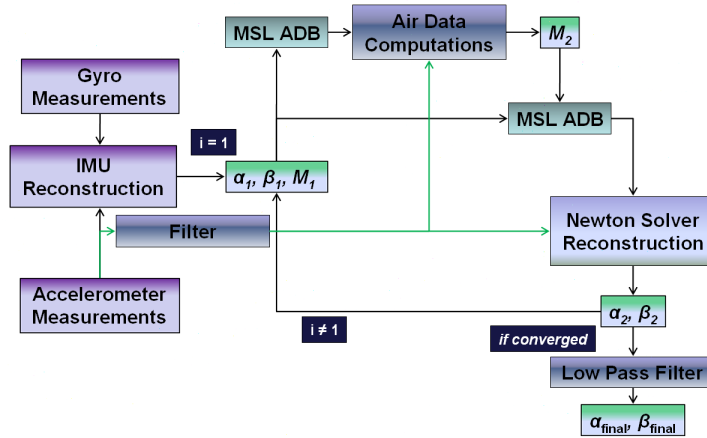 MSL ADB
Air Data
Computations
M2
Gyro
Measurements
MSL ADB
i = 1
IMU
Reconstruction
α1, β1, M1
Filter
Newton Solver
Reconstruction
Accelerometer
Measurements
α2, β2
i ≠ 1
if converged
Low Pass Filter
αfinal, βfinal